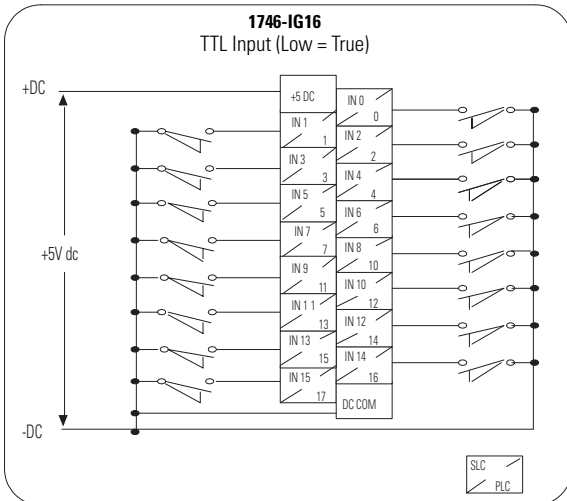 1746-IG16
TTL Input (Low = True)
+DC
+5 DC
IN 0
0
IN 1
1
IN 2
2
IN 3
3
IN 4
4
IN 5
5
IN 6
6
IN 7
7
+5V dc
IN 8
10
IN 9
11
IN 10
12
IN 1 1
13
IN 12
14
IN 13
15
IN 14
16
IN 15
17
DC COM
-DC
SLC
PLC